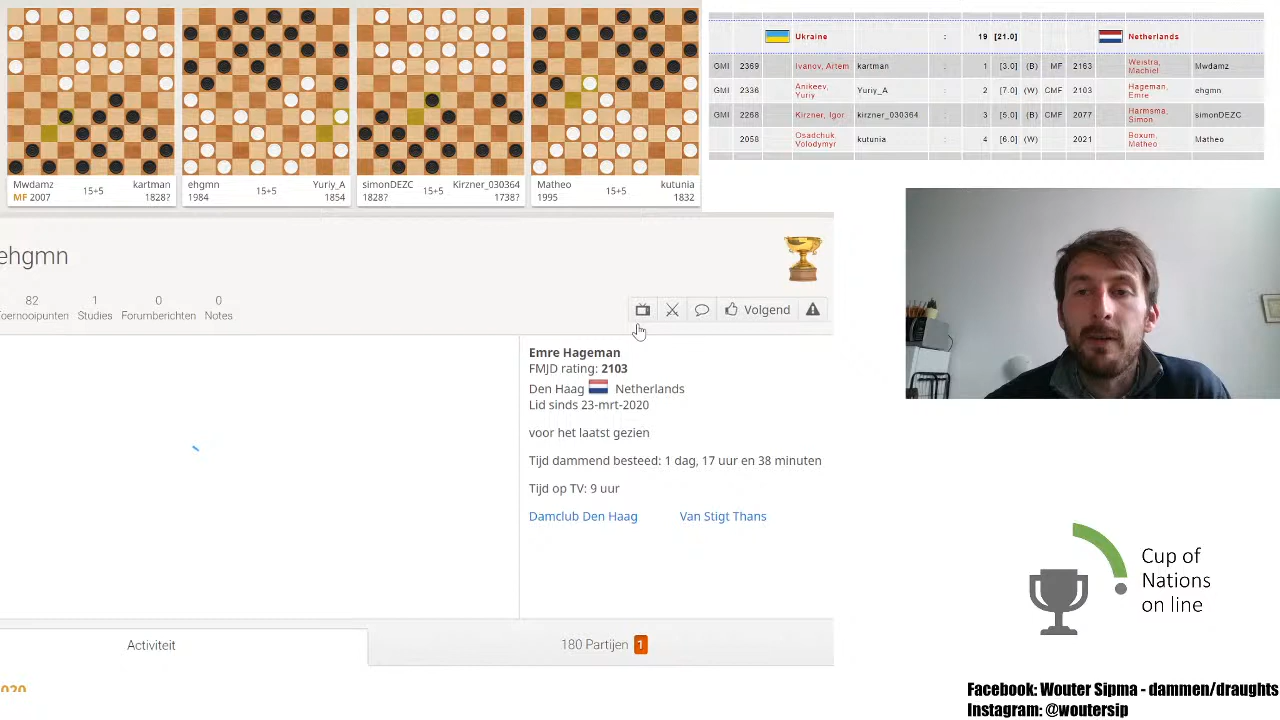 Mwdamz 15+5 kartman
MF 2007 1828?
ehgmn 15+5 Yuriy_A
1984 1854
simonDEZC 15+5 Kirzner_030364
1828? 1738?
Matheo 15+5 kutunia
1995 1832
Ukraine : 19 [21.0] Netherlands
GMI 2369 Ivanov, Artem kartman : 1 [3.0] (B) MF 2163 Weistra, Machiel Mwdamz
GMI 2336 Anikeev, Yuriy Yuriy_A : 2 [7.0] (W) CMF 2103 Hageman, Emre ehgmn
GMI 2268 Kirzner, Igor kirzner_030364 : 3 [5.0] (B) CMF 2077 Harmsma, Simon simonDEZC
2058 Osadchuk, Volodymyr kutunia : 4 [6.0] (W) 2021 Boxum, Matheo Matheo
ehgmn
82 1 0 0
oernooipunten Studies Forumberichten Notes
Volgend
Emre Hageman
FMJD rating: 2103
Den Haag Netherlands
Lid sinds 23-mrt-2020
voor het laatst gezien
Tijd dammend besteed: 1 dag, 17 uur en 38 minuten
Tijd op TV: 9 uur
Damclub Den Haag Van Stigt Thans
Activiteit 180 Partijen 1
Cup of
Nations
on line
020
Facebook: Wouter Sipma - dammen/draughts
Instagram: @woutersip